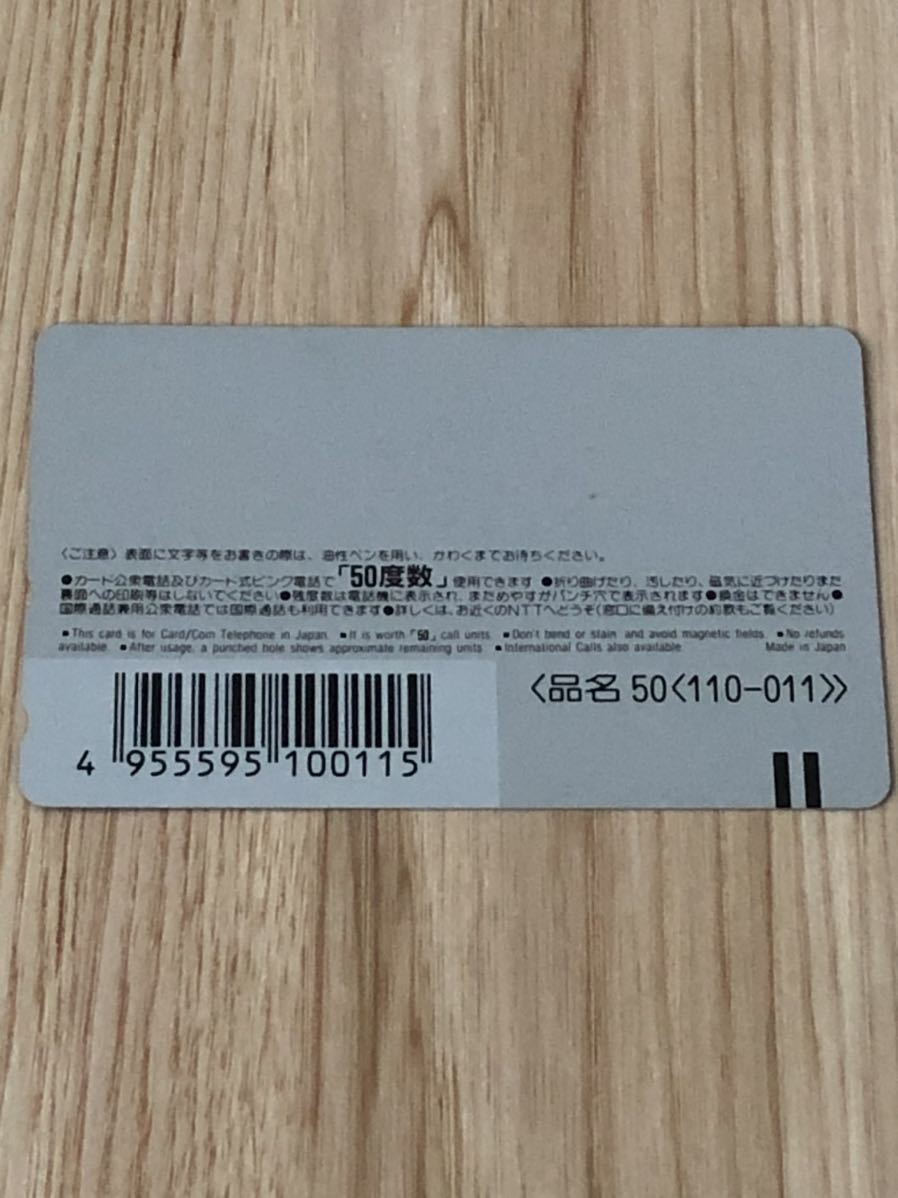 〈ご注意〉表面に文字等をお書きの際は、油性ペンを用い、かわくまでお待ちください。
●カード公衆電話及びカード式ピンク電話で「50度数」使用できます ●折り曲げたり、汚したり、磁気に近づけたりまた
裏面への印刷等はしないでください●残度数は電話機に表示され、まためやすがパンチ穴で表示されます●換金はできません●
国際通話兼用公衆電話では国際通話も利用できます●詳しくは、お近くのNTTへどうぞ(窓口に備え付けの約款もご覧ください)
▪This card is for Card/Coin Telephone in Japan. ▪It is worth「50」call units. ▪Don't bend or stain and avoid magnetic fields. ▪No refunds
available. ▪After usage, a punched hole shows approximate remaining units. ▪International Calls also available. Made in Japan
〈品名 50〈110-011〉〉
4 955595 100115